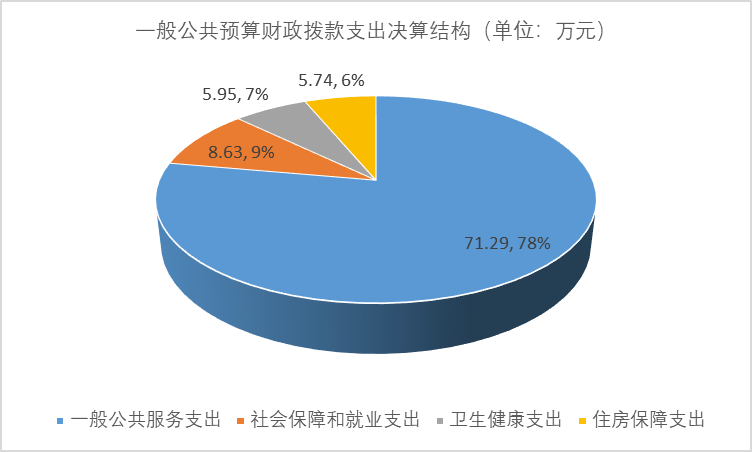 一般公共预算财政拨款支出决算结构（单位：万元）
5.74, 6%
5.95, 7%
8.63, 9%
71.29, 78%
一般公共服务支出 社会保障和就业支出 卫生健康支出 住房保障支出